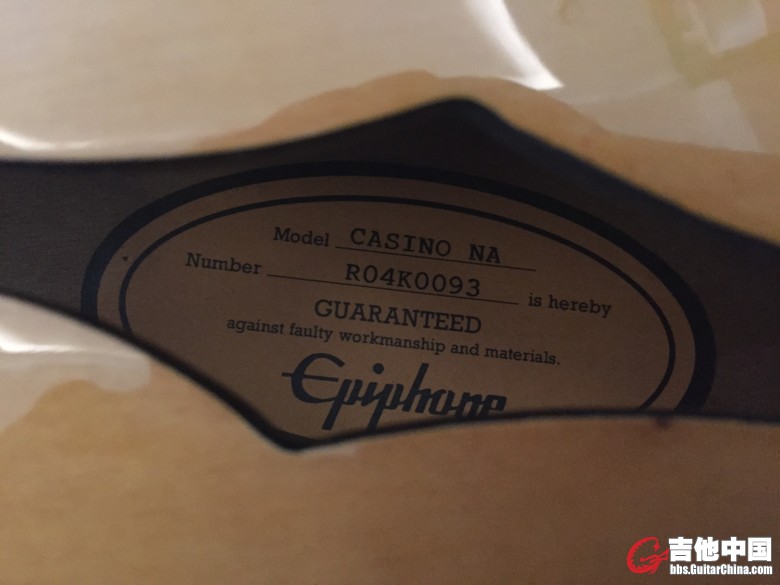 Model CASINO NA
Number R04K0093 is hereby
GUARANTEED
against faulty workmanship and materials.
Epiphone
吉他中国
bbs.GuitarChina.com